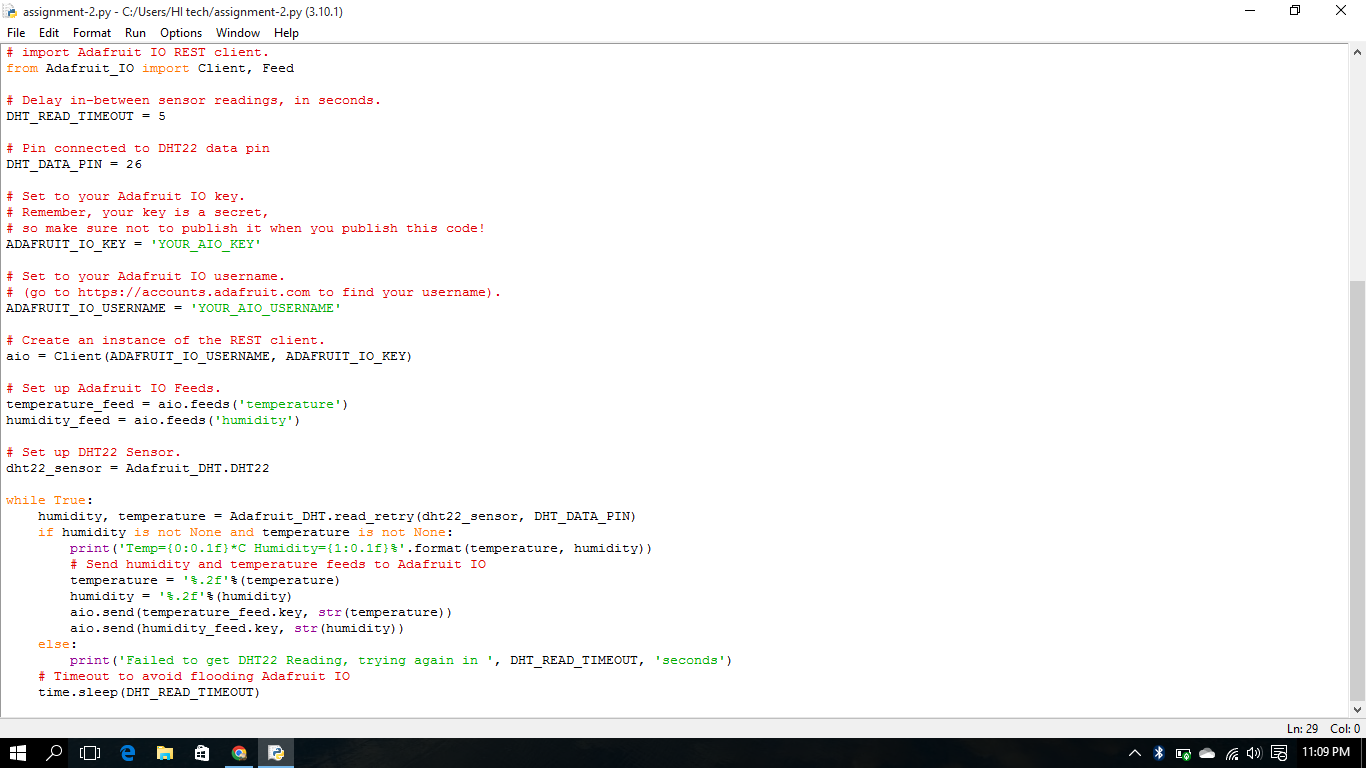 assignment-2.py - C:/Users/HI tech/assignment-2.py (3.10.1)
File Edit Format Run Options Window Help
# import Adafruit IO REST client.
from Adafruit_IO import Client, Feed

# Delay in-between sensor readings, in seconds.
DHT_READ_TIMEOUT = 5

# Pin connected to DHT22 data pin
DHT_DATA_PIN = 26

# Set to your Adafruit IO key.
# Remember, your key is a secret,
# so make sure not to publish it when you publish this code!
ADAFRUIT_IO_KEY = 'YOUR_AIO_KEY'

# Set to your Adafruit IO username.
# (go to https://accounts.adafruit.com to find your username).
ADAFRUIT_IO_USERNAME = 'YOUR_AIO_USERNAME'

# Create an instance of the REST client.
aio = Client(ADAFRUIT_IO_USERNAME, ADAFRUIT_IO_KEY)

# Set up Adafruit IO Feeds.
temperature_feed = aio.feeds('temperature')
humidity_feed = aio.feeds('humidity')

# Set up DHT22 Sensor.
dht22_sensor = Adafruit_DHT.DHT22

while True:
    humidity, temperature = Adafruit_DHT.read_retry(dht22_sensor, DHT_DATA_PIN)
    if humidity is not None and temperature is not None:
        print('Temp={0:0.1f}*C Humidity={1:0.1f}%'.format(temperature, humidity))
        # Send humidity and temperature feeds to Adafruit IO
        temperature = '%.2f'%(temperature)
        humidity = '%.2f'%(humidity)
        aio.send(temperature_feed.key, str(temperature))
        aio.send(humidity_feed.key, str(humidity))
    else:
        print('Failed to get DHT22 Reading, trying again in ', DHT_READ_TIMEOUT, 'seconds')
    # Timeout to avoid flooding Adafruit IO
    time.sleep(DHT_READ_TIMEOUT)
Ln: 29 Col: 0
11:09 PM